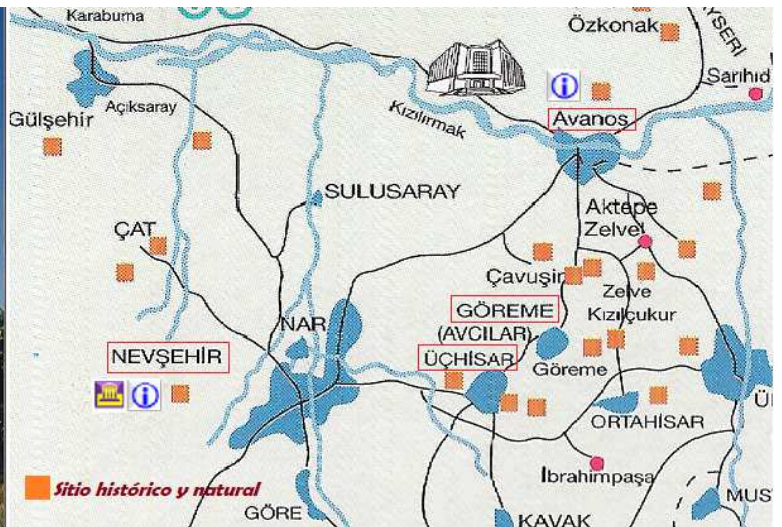 Karaburna
Özkonak
YSERİ
Sarıhıd
Açıksaray
Gülşehir
Kızılırmak
Avanos
SULUSARAY
ÇAT
Aktepe
Zelve
Çavuşin
Zelve
Kızılçukur
GÖREME
(AVCILAR)
NAR
NEVŞEHİR
ÜÇHİSAR
Göreme
ORTAHİSAR
Ü
İbrahimpaşa
Sitio histórico y natural
GÖRE
KAVAK
MUS